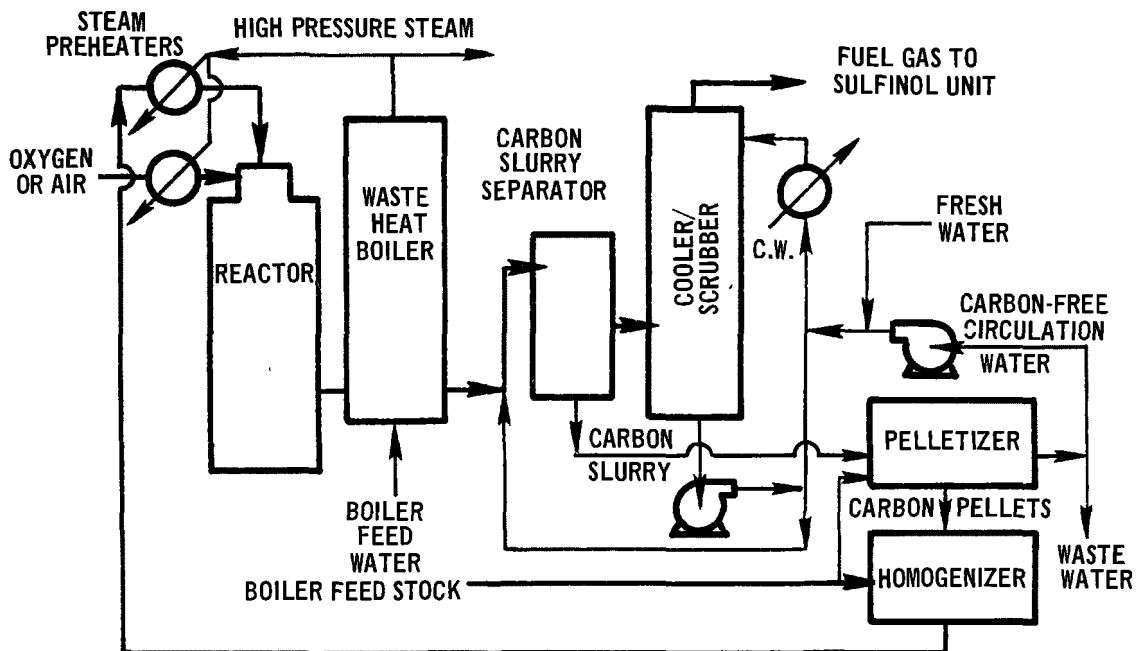 STEAM
PREHEATERS
HIGH PRESSURE STEAM
FUEL GAS TO
SULFINOL UNIT
OXYGEN
OR AIR
CARBON
SLURRY
SEPARATOR
WASTE
HEAT
BOILER
REACTOR
COOLER/
SCRUBBER
C.W.
FRESH
WATER
CARBON-FREE
CIRCULATION
WATER
CARBON
SLURRY
PELLETIZER
CARBON PELLETS
BOILER
FEED
WATER
BOILER FEED STOCK
HOMOGENIZER
WASTE
WATER